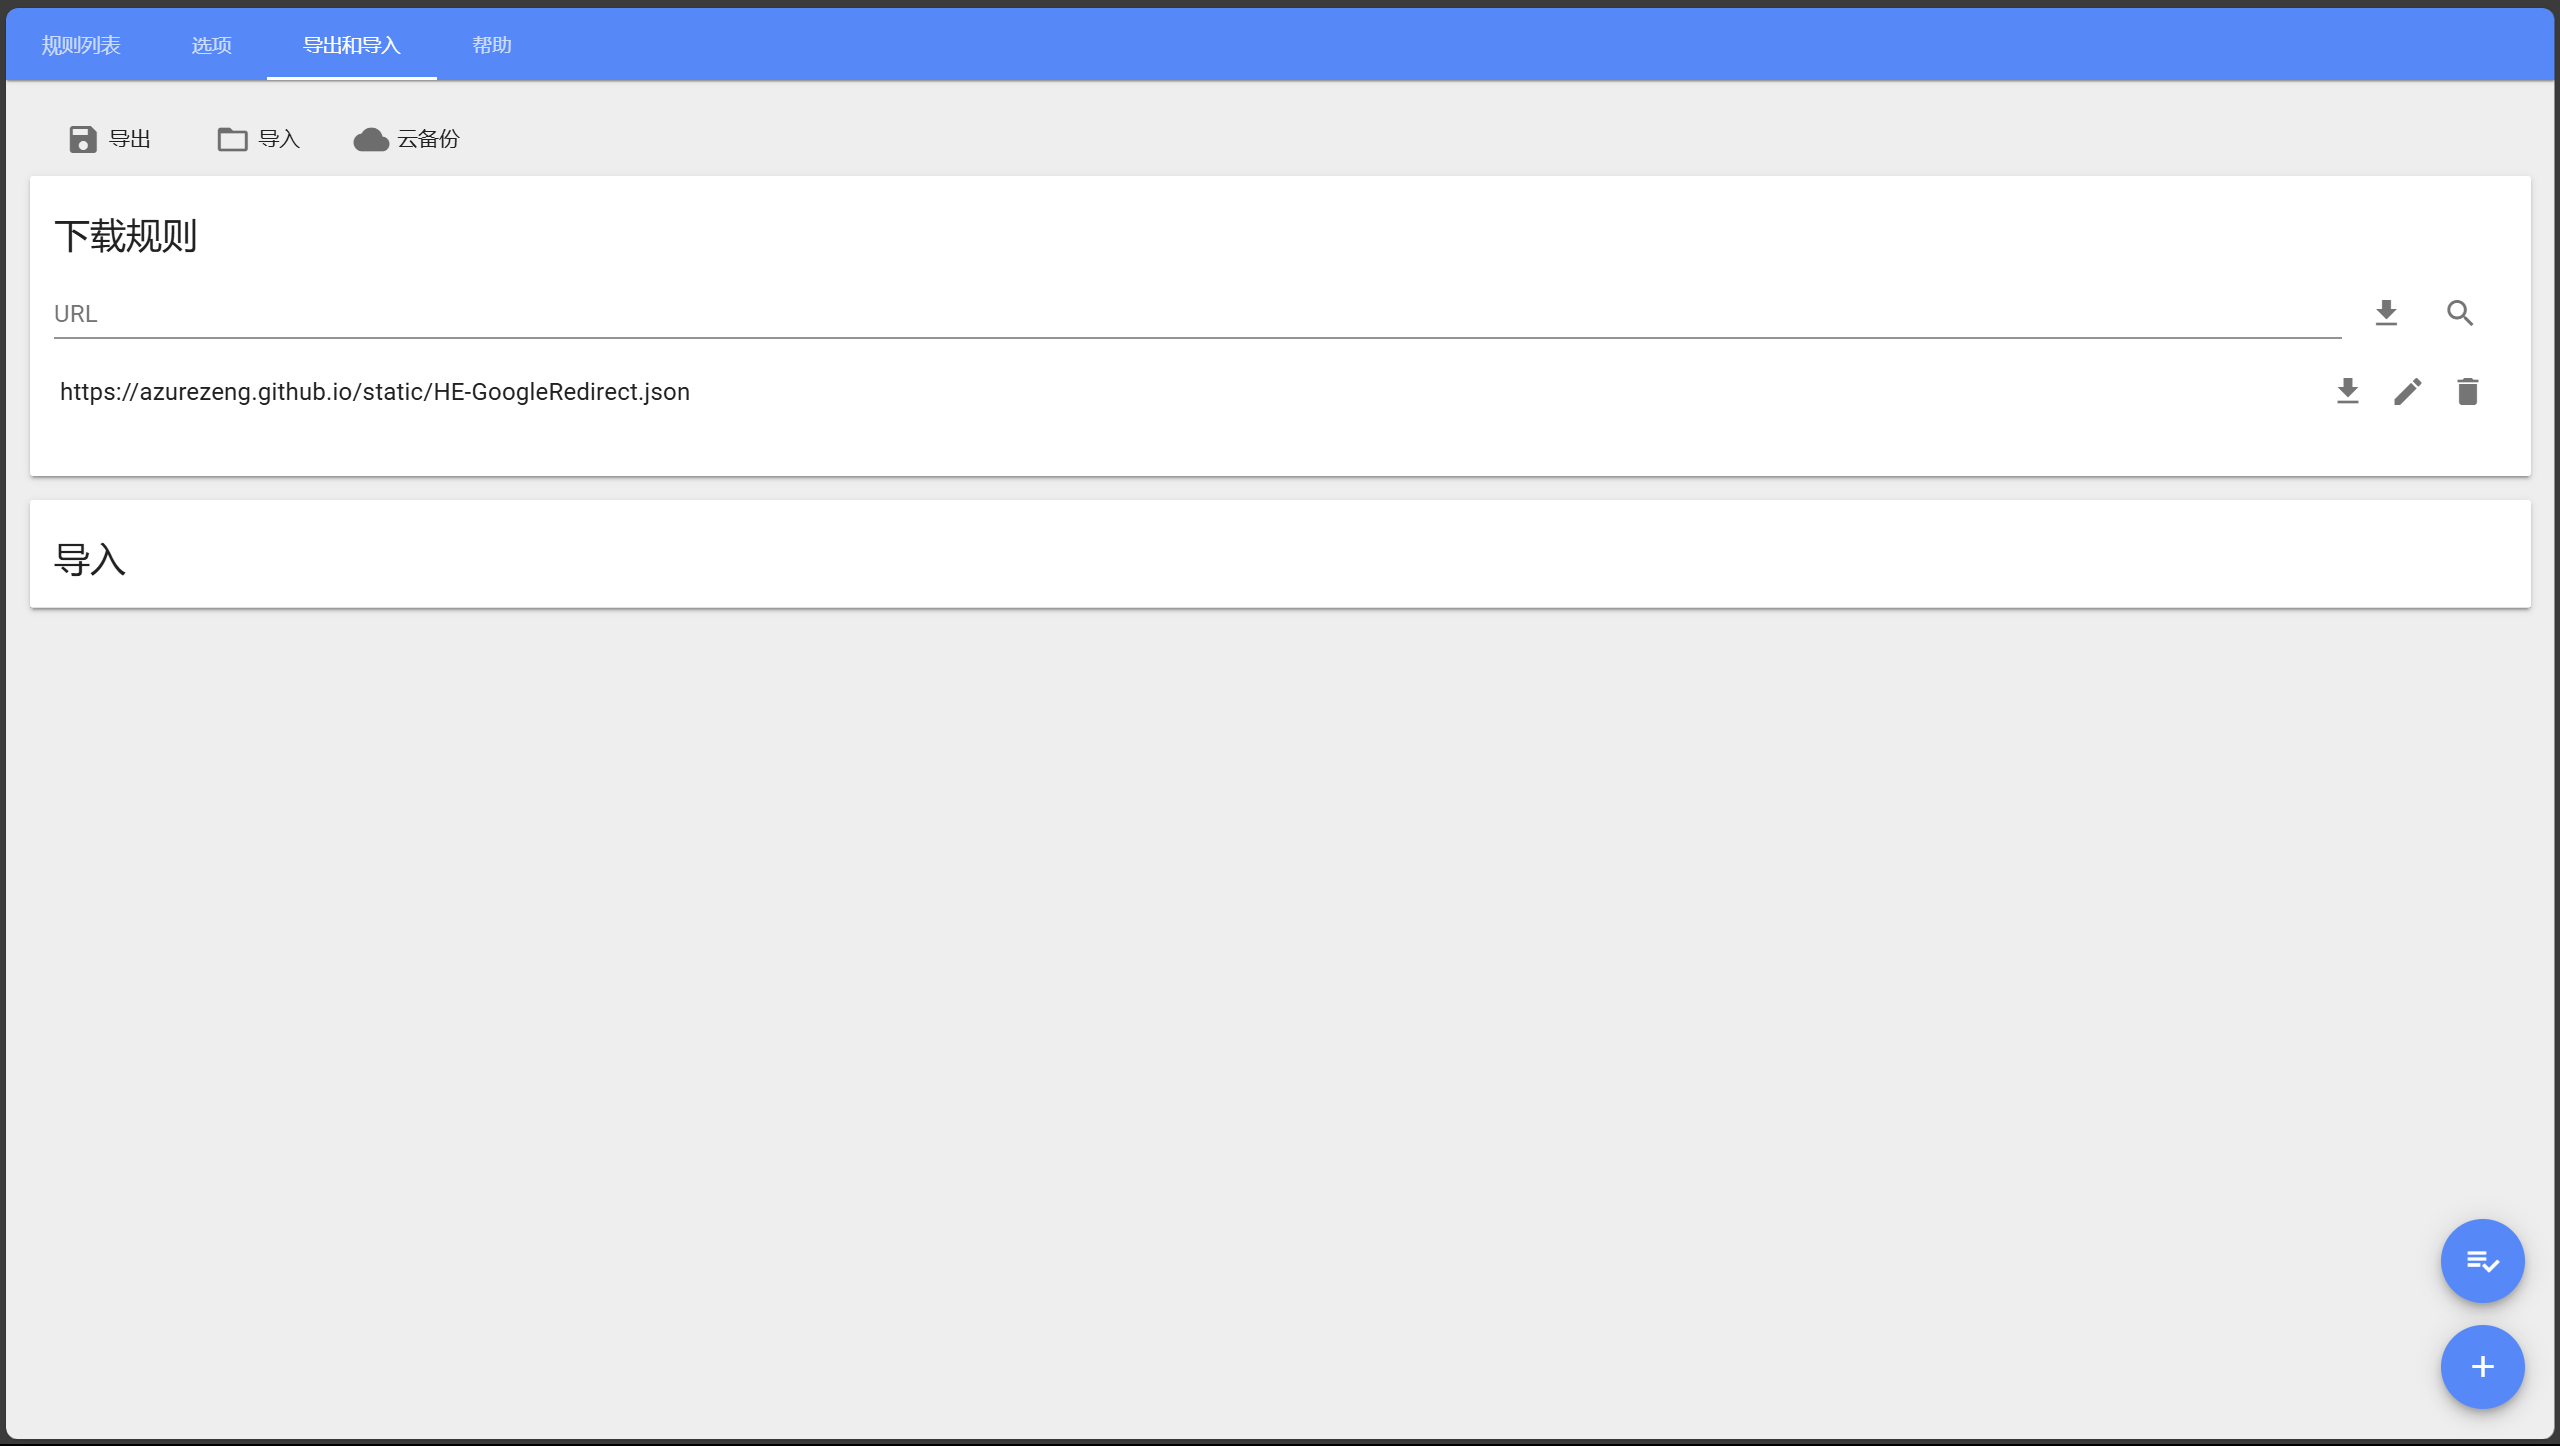 规则列表 选项 导出和导入 帮助
导出 导入 云备份
下载规则
URL
https://azurezeng.github.io/static/HE-GoogleRedirect.json
导入